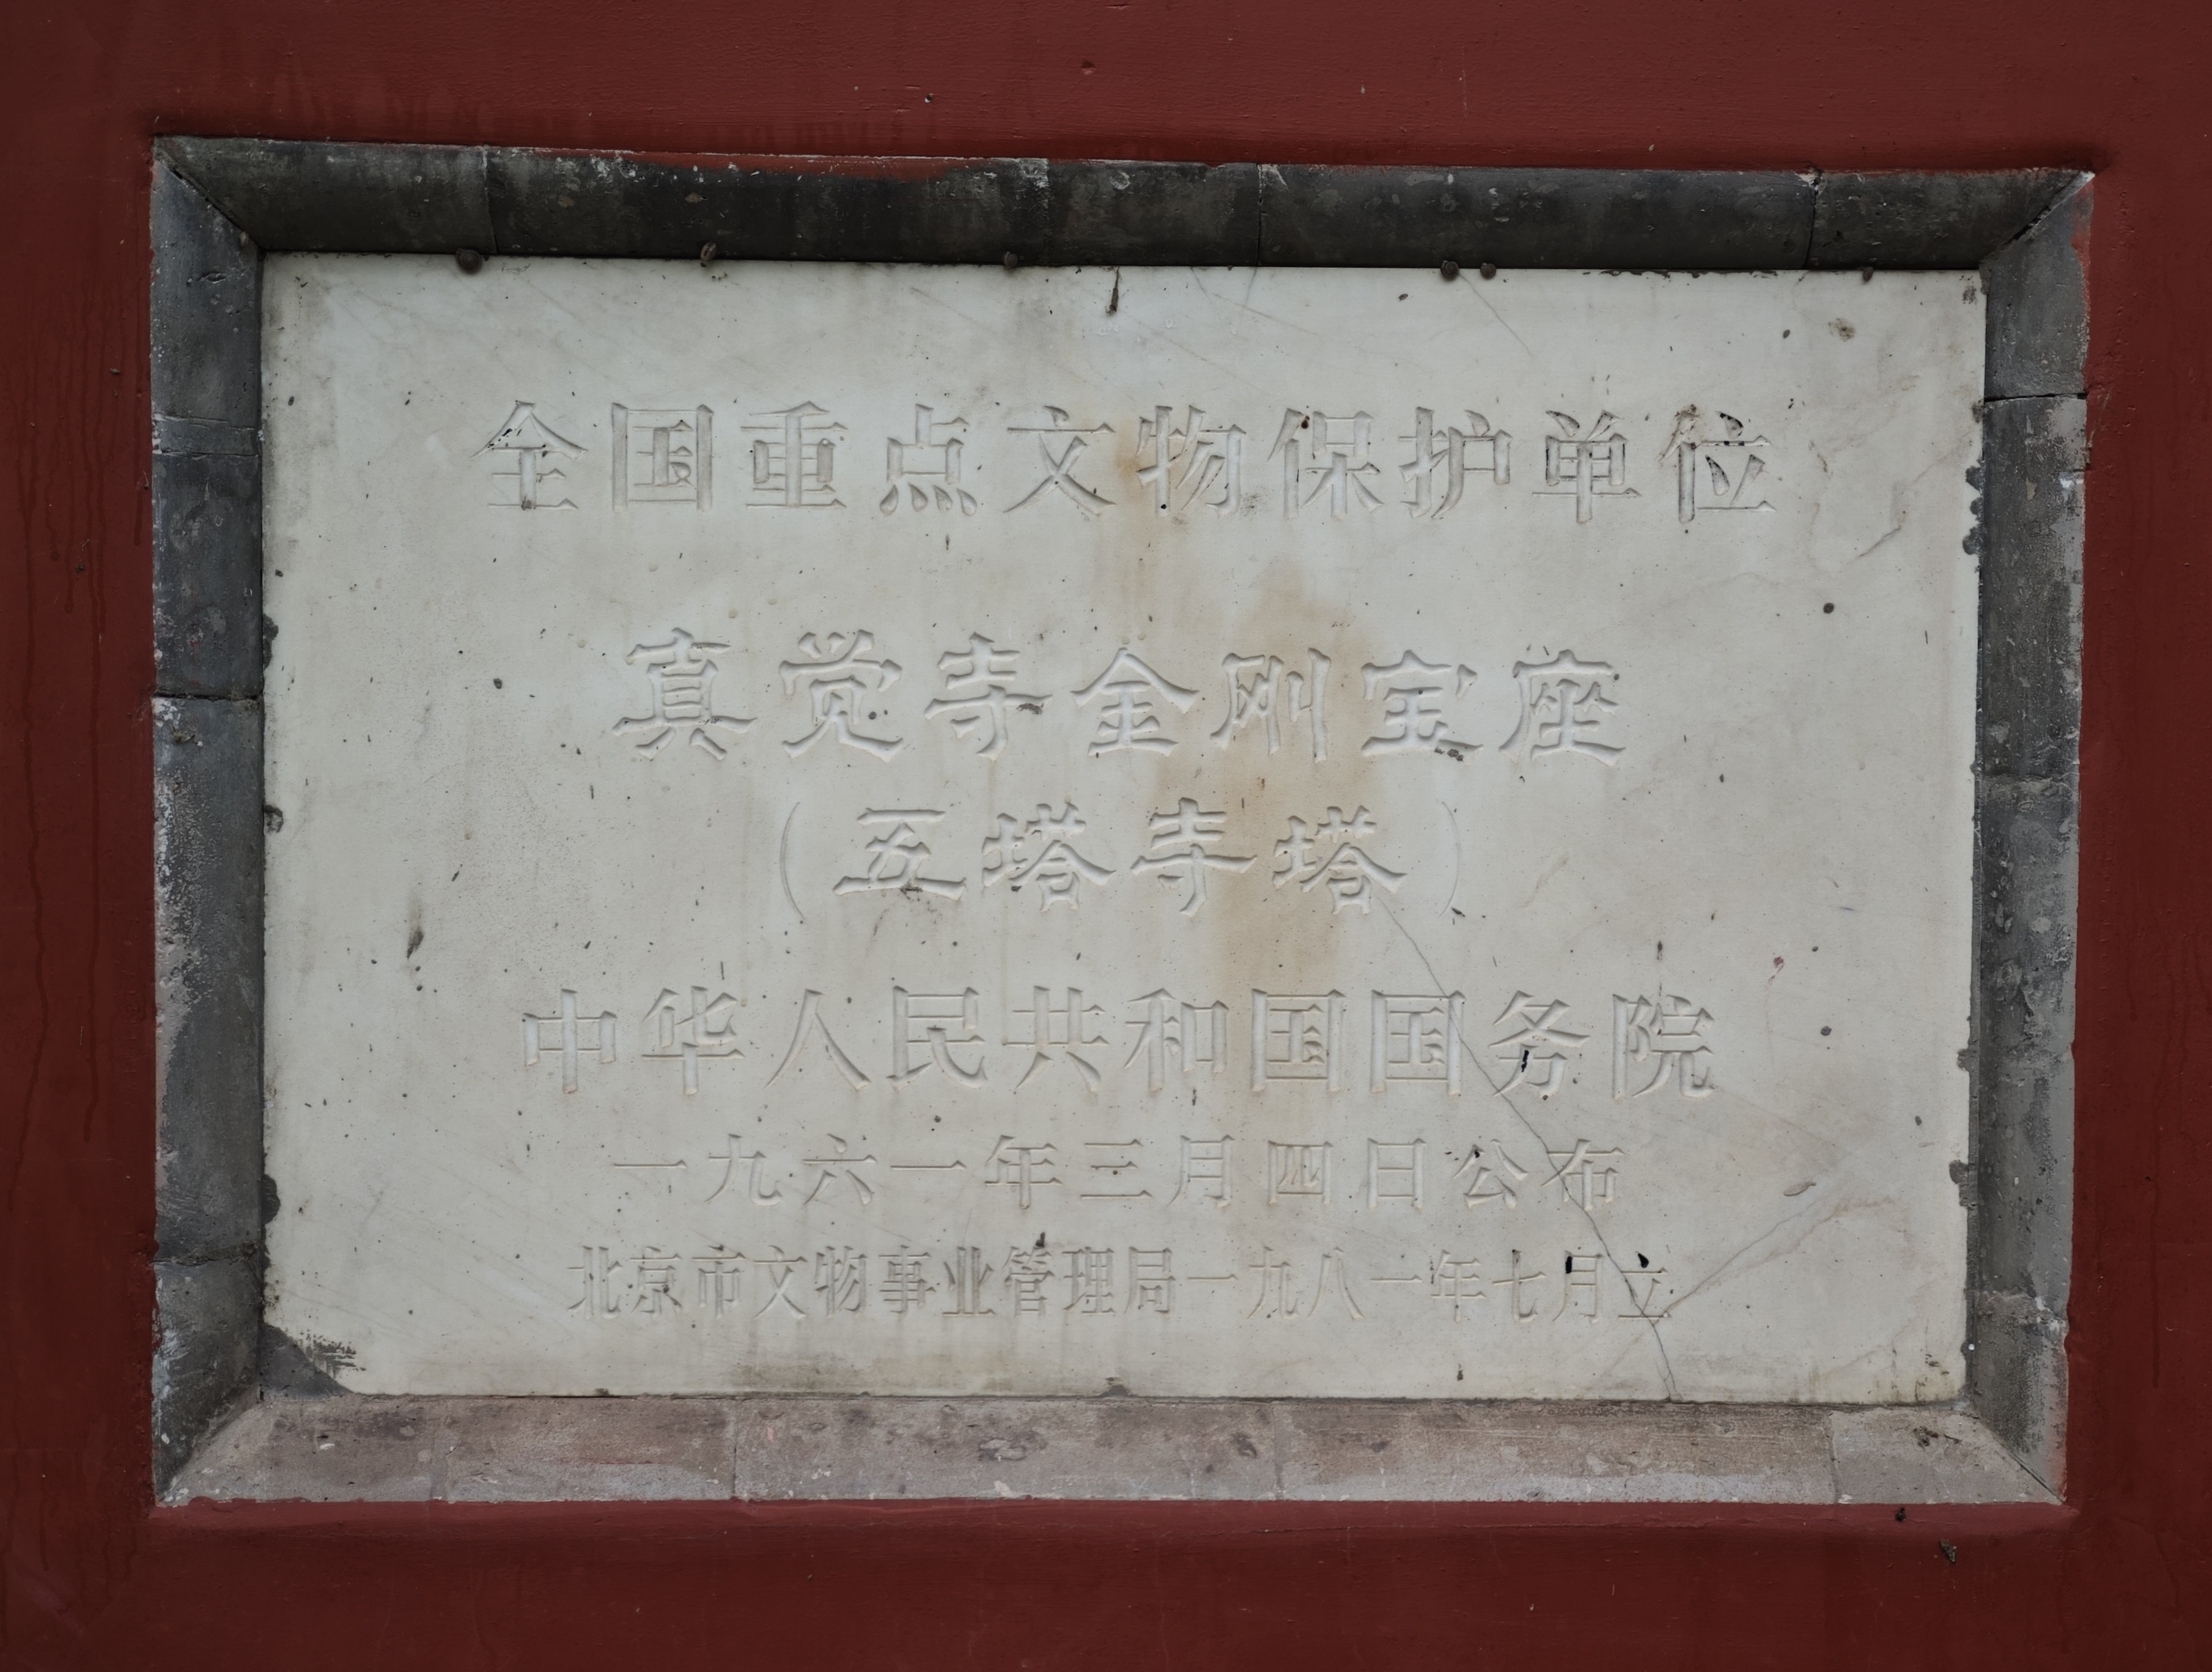 全国重点文物保护单位
真觉寺金刚宝座
（五塔寺塔）
中华人民共和国国务院
一九六一年三月四日公布
北京市文物事业管理局一九八一年七月立